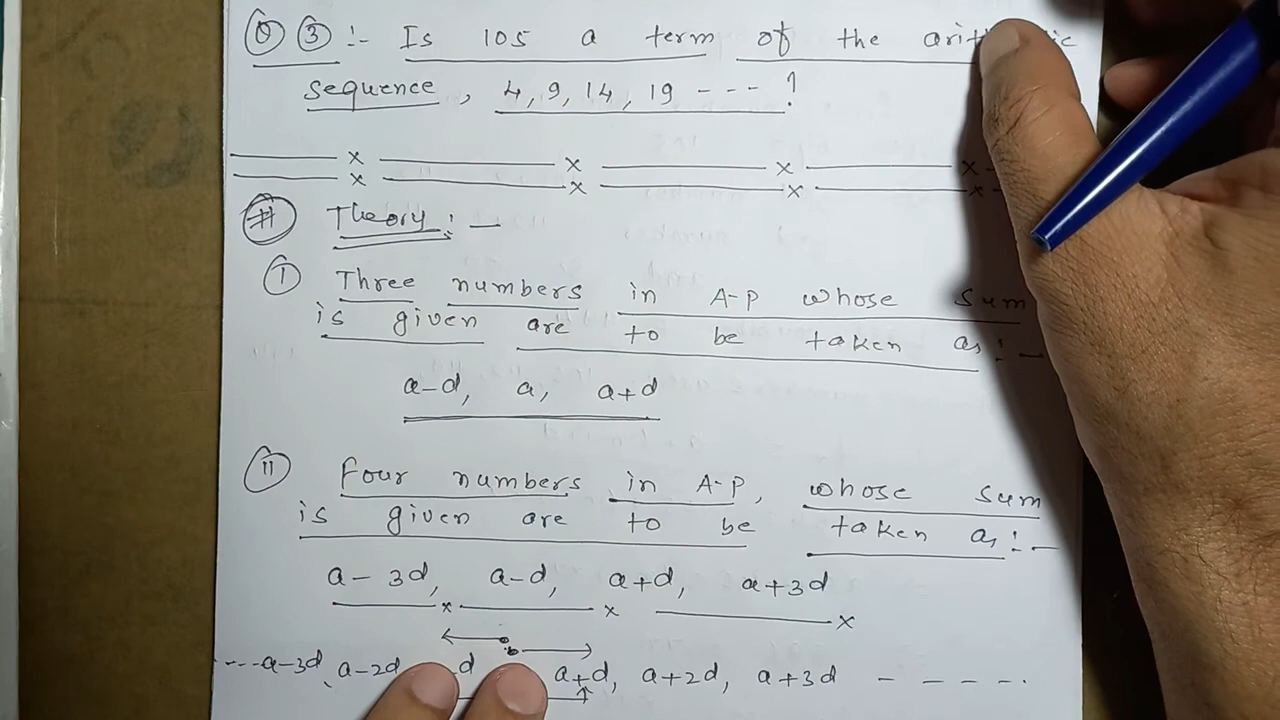 Q 3 :- Is 105 a term of the
sequence, 4, 9, 14, 19 ---- ?
# Theory : —
I Three numbers in A-P whose sum
is given are to be taken as : —
a-d, a, a+d
II Four numbers in A-P, whose sum
is given are to be taken as : —
a-3d, a-d, a+d, a+3d
---a-3d, a-2d d a+d, a+2d, a+3d - - - - .